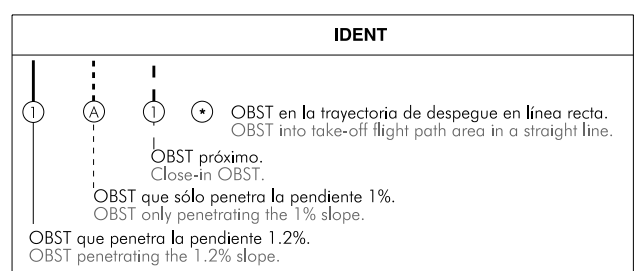 IDENT
1 A 1 * OBST en la trayectoria de despegue en línea recta.
OBST into take-off flight path area in a straight line.
OBST próximo.
Close-in OBST.
OBST que sólo penetra la pendiente 1%.
OBST only penetrating the 1% slope.
OBST que penetra la pendiente 1.2%.
OBST penetrating the 1.2% slope.